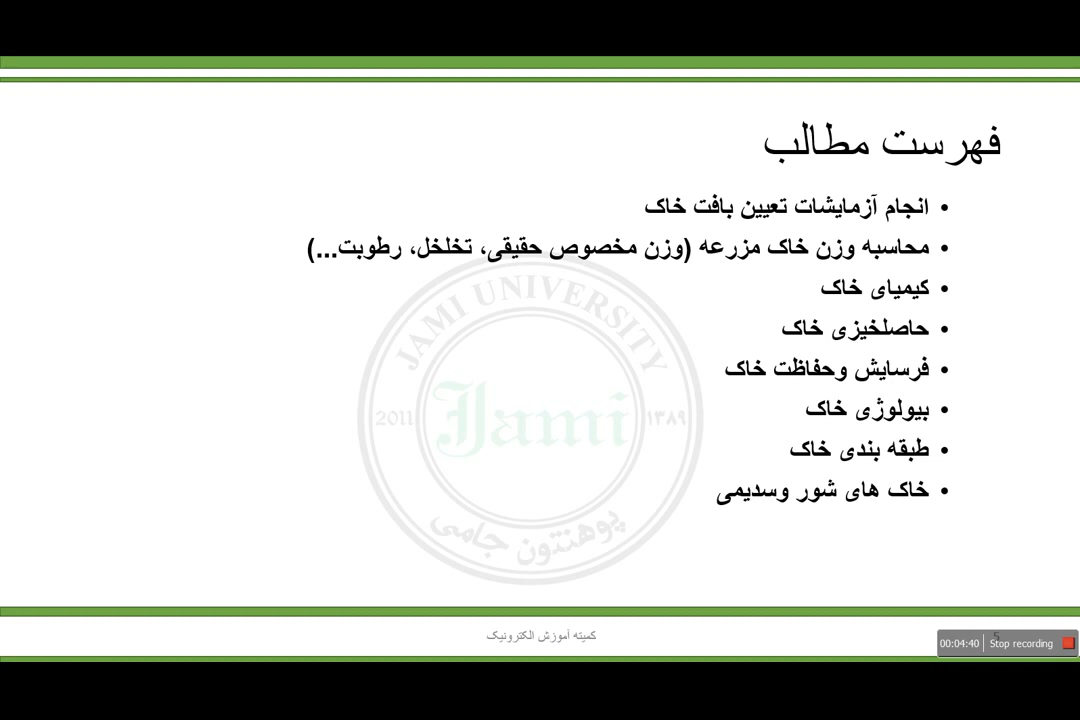 فهرست مطالب
• انجام آزمایشات تعیین بافت خاک
• محاسبه وزن خاک مزرعه (وزن مخصوص حقیقی، تخلخل، رطوبت...)
• کیمیای خاک
• حاصلخیزی خاک
• فرسایش وحفاظت خاک
• بیولوژی خاک
• طبقه بندی خاک
• خاک های شور وسدیمی
JAMI UNIVERSITY
2011 Jami ۱۳۸۹
پوهنتون جامی
کمیته آموزش الکترونیک
5
00:04:40 Stop recording